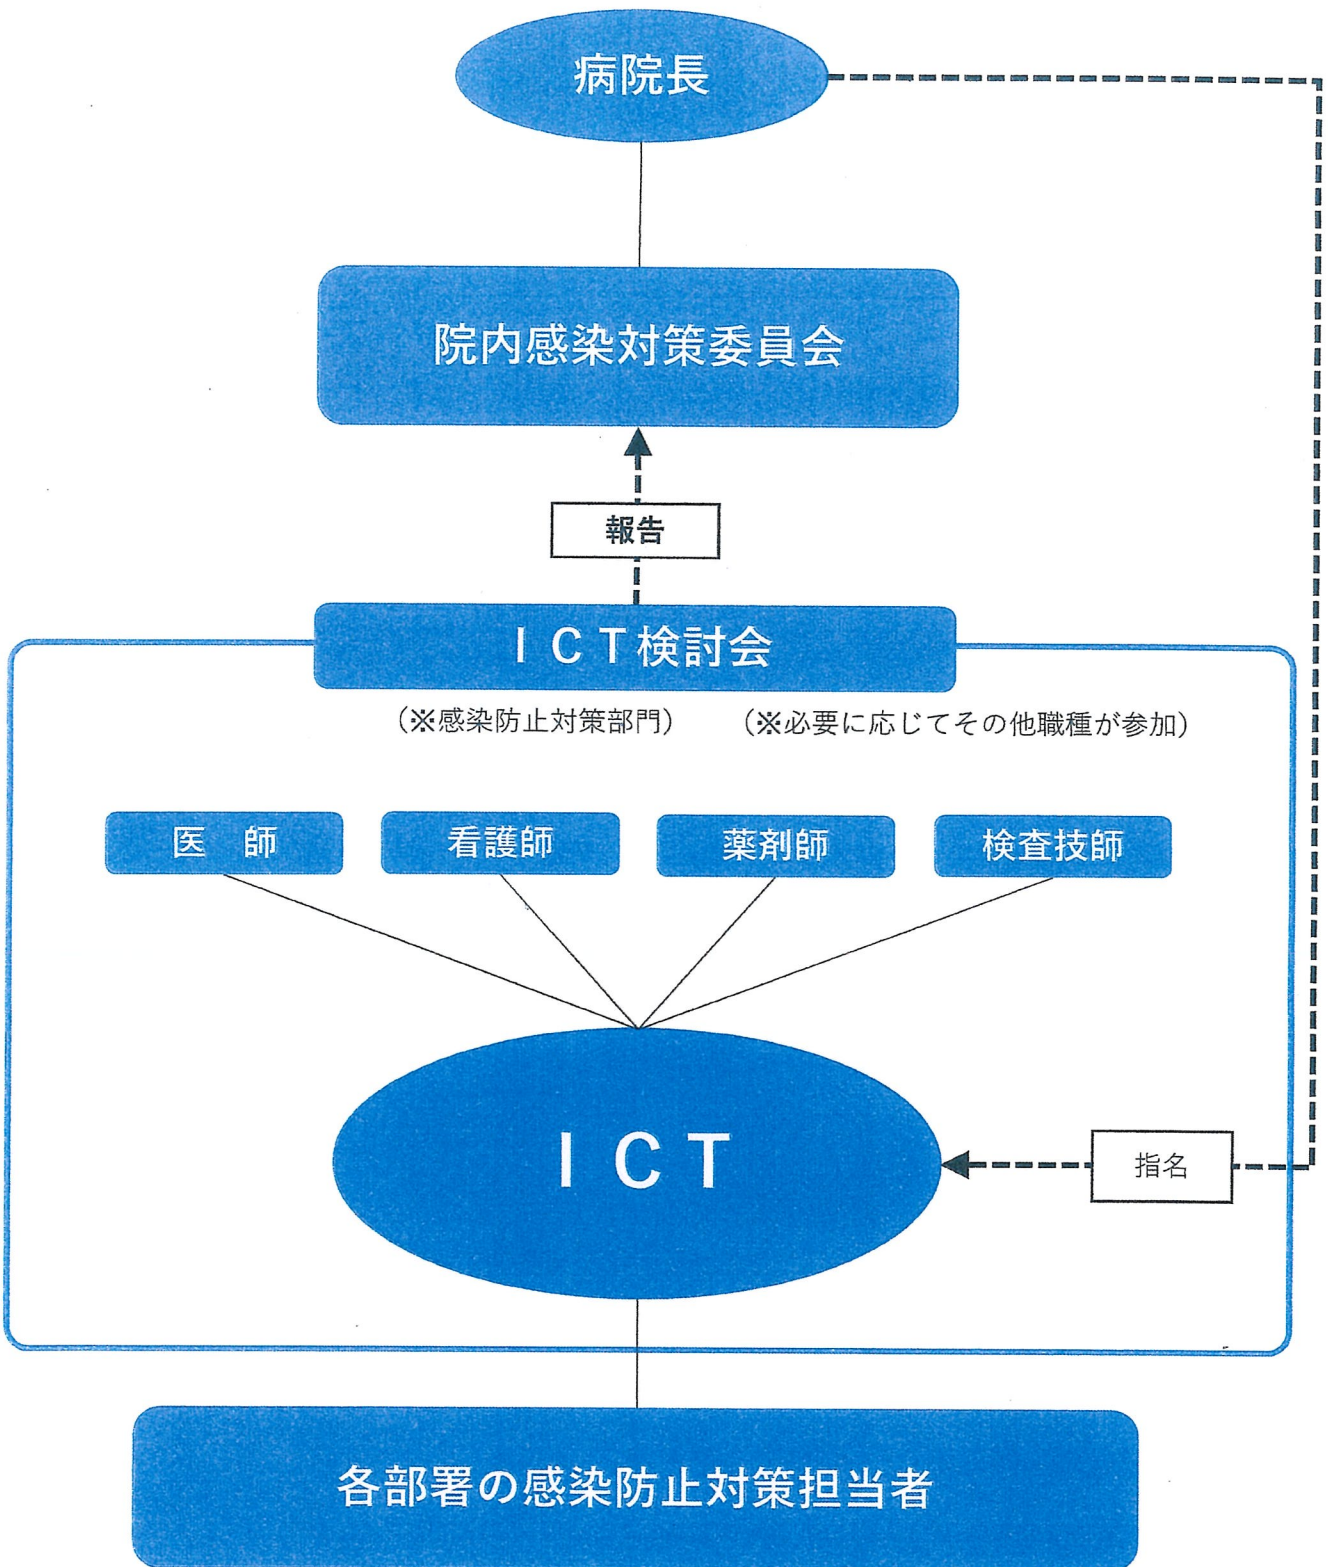 病院長
院内感染対策委員会
報告
ＩＣＴ検討会
（※感染防止対策部門）　（※必要に応じてその他職種が参加）
医　師
看護師
薬剤師
検査技師
ＩＣＴ
指名
各部署の感染防止対策担当者